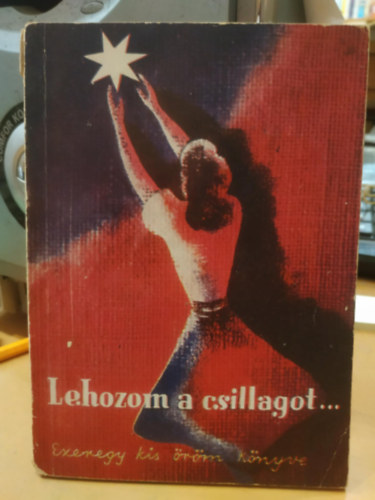 Lehozom a csillagot...
Ezeregy kis öröm könyve